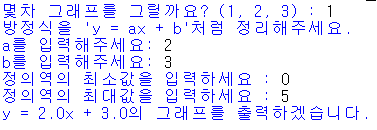 몇차 그래프를 그릴까요? (1, 2, 3) : 1
방정식을 'y = ax + b'처럼 정리해주세요.
a를 입력해주세요: 2
b를 입력해주세요: 3
정의역의 최소값을 입력하세요 : 0
정의역의 최대값을 입력하세요 : 5
y = 2.0x + 3.0의 그래프를 출력하겠습니다.